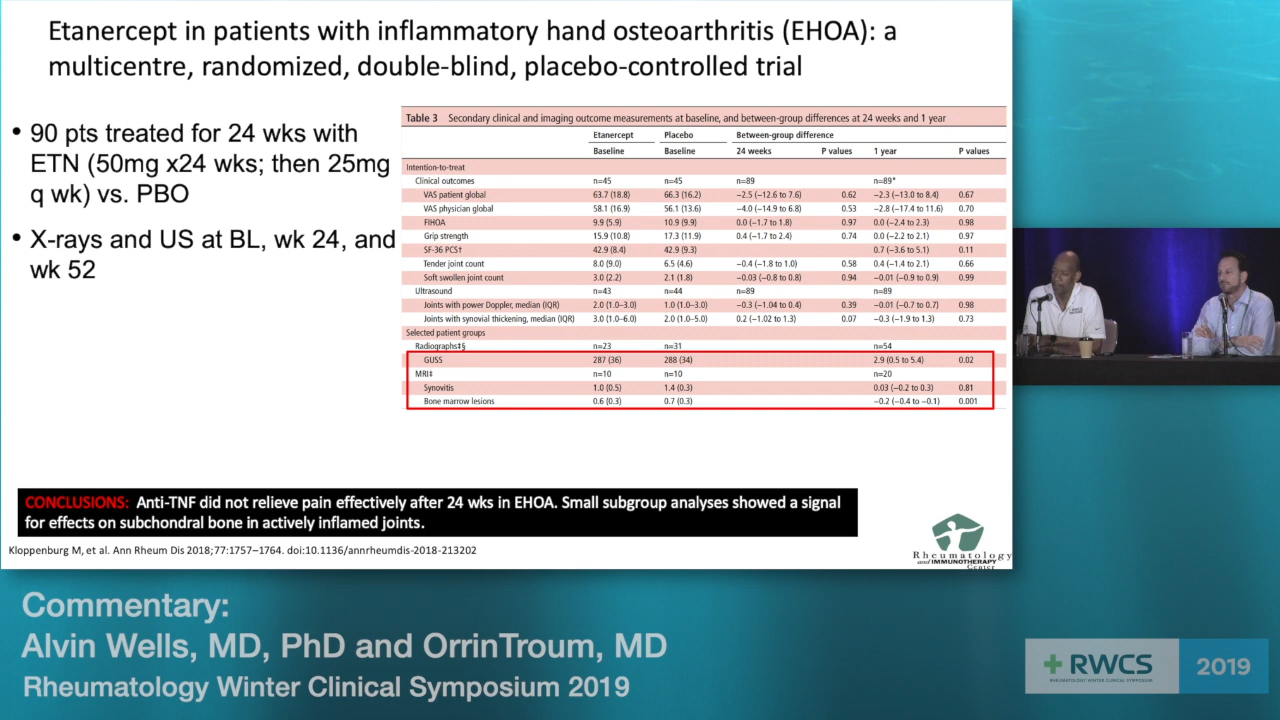 Etanercept in patients with inflammatory hand osteoarthritis (EHOA): a
multicentre, randomized, double-blind, placebo-controlled trial
• 90 pts treated for 24 wks with
ETN (50mg x24 wks; then 25mg
q wk) vs. PBO
• X-rays and US at BL, wk 24, and
wk 52
Table 3 Secondary clinical and imaging outcome measurements at baseline, and between-group differences at 24 weeks and 1 year
Etanercept Placebo Between-group difference
Baseline Baseline 24 weeks P values 1 year P values
Intention-to-treat
Clinical outcomes n=45 n=45 n=89 n=89*
VAS patient global 63.7 (18.8) 66.3 (16.2) −2.5 (−12.6 to 7.6) 0.62 −2.3 (−13.0 to 8.4) 0.67
VAS physician global 58.1 (16.9) 56.1 (13.6) −4.0 (−14.9 to 6.8) 0.53 −2.8 (−17.4 to 11.6) 0.70
FIHOA 9.9 (5.9) 10.9 (9.9) 0.0 (−1.7 to 1.8) 0.97 0.0 (−2.4 to 2.3) 0.98
Grip strength 15.9 (10.8) 17.3 (11.9) 0.4 (−1.7 to 2.4) 0.74 0.0 (−2.2 to 2.1) 0.97
SF-36 PCS† 42.9 (8.4) 42.9 (9.3) 0.7 (−3.6 to 5.1) 0.11
Tender joint count 8.0 (9.0) 6.5 (4.6) −0.4 (−1.8 to 1.0) 0.58 0.4 (−1.4 to 2.1) 0.66
Soft swollen joint count 3.0 (2.2) 2.1 (1.8) −0.03 (−0.8 to 0.8) 0.94 −0.01 (−0.9 to 0.9) 0.99
Ultrasound n=43 n=44 n=89 n=89
Joints with power Doppler, median (IQR) 2.0 (1.0–3.0) 1.0 (1.0–3.0) −0.3 (−1.04 to 0.4) 0.39 −0.01 (−0.7 to 0.7) 0.98
Joints with synovial thickening, median (IQR) 3.0 (1.0–6.0) 2.0 (1.0–5.0) 0.2 (−1.02 to 1.3) 0.07 −0.3 (−1.9 to 1.3) 0.73
Selected patient groups
Radiographs‡§ n=23 n=31 n=54
GUSS 287 (36) 288 (34) 2.9 (0.5 to 5.4) 0.02
MRI‡ n=10 n=10 n=20
Synovitis 1.0 (0.5) 1.4 (0.3) 0.03 (−0.2 to 0.3) 0.81
Bone marrow lesions 0.6 (0.3) 0.7 (0.3) −0.2 (−0.4 to −0.1) 0.001
CONCLUSIONS: Anti-TNF did not relieve pain effectively after 24 wks in EHOA. Small subgroup analyses showed a signal
for effects on subchondral bone in actively inflamed joints.
Kloppenburg M, et al. Ann Rheum Dis 2018;77:1757–1764. doi:10.1136/annrheumdis-2018-213202
Rheumatology
and IMMUNOTHERAPY
Center
Commentary:
Alvin Wells, MD, PhD and OrrinTroum, MD
Rheumatology Winter Clinical Symposium 2019
RWCS
RHEUMATOLOGY WINTER CLINICAL SYMPOSIUM
2019